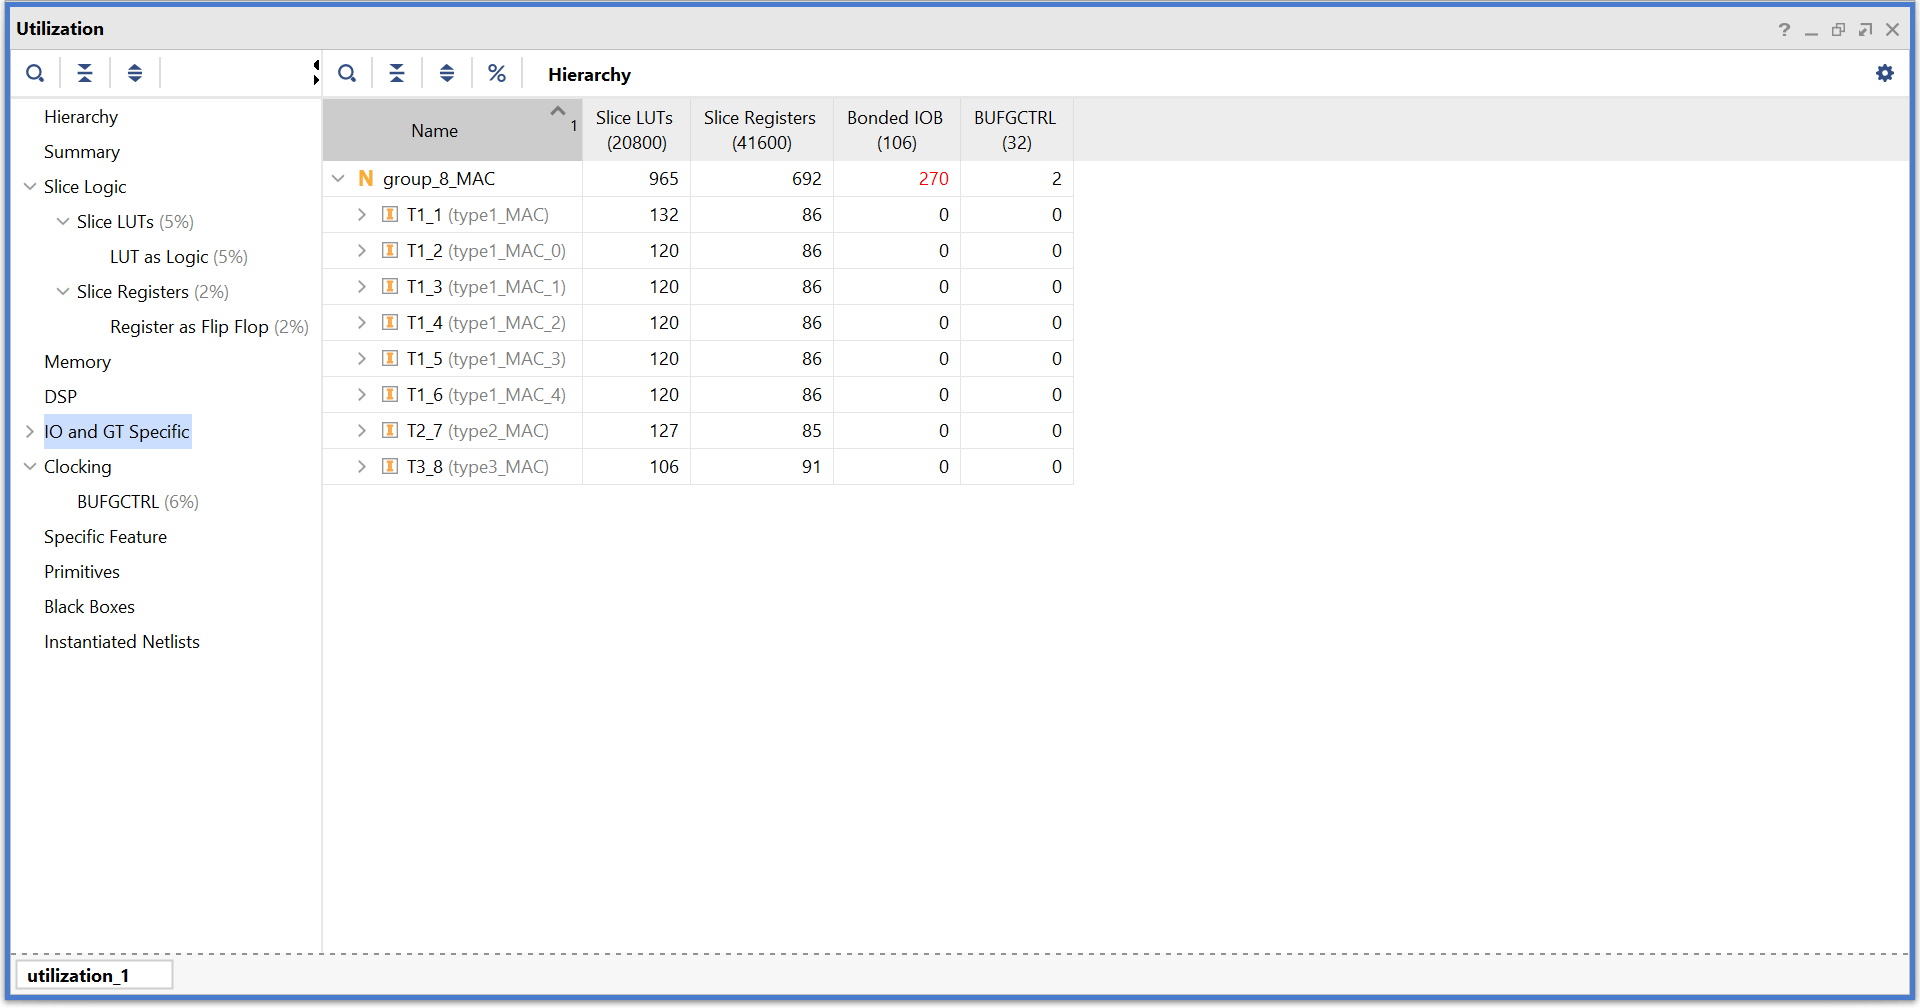 Utilization
Hierarchy
Hierarchy
Summary
Slice Logic
Slice LUTs (5%)
LUT as Logic (5%)
Slice Registers (2%)
Register as Flip Flop (2%)
Memory
DSP
IO and GT Specific
Clocking
BUFGCTRL (6%)
Specific Feature
Primitives
Black Boxes
Instantiated Netlists
Name 1 Slice LUTs (20800) Slice Registers (41600) Bonded IOB (106) BUFGCTRL (32)
N group_8_MAC 965 692 270 2
I T1_1 (type1_MAC) 132 86 0 0
I T1_2 (type1_MAC_0) 120 86 0 0
I T1_3 (type1_MAC_1) 120 86 0 0
I T1_4 (type1_MAC_2) 120 86 0 0
I T1_5 (type1_MAC_3) 120 86 0 0
I T1_6 (type1_MAC_4) 120 86 0 0
I T2_7 (type2_MAC) 127 85 0 0
I T3_8 (type3_MAC) 106 91 0 0
utilization_1